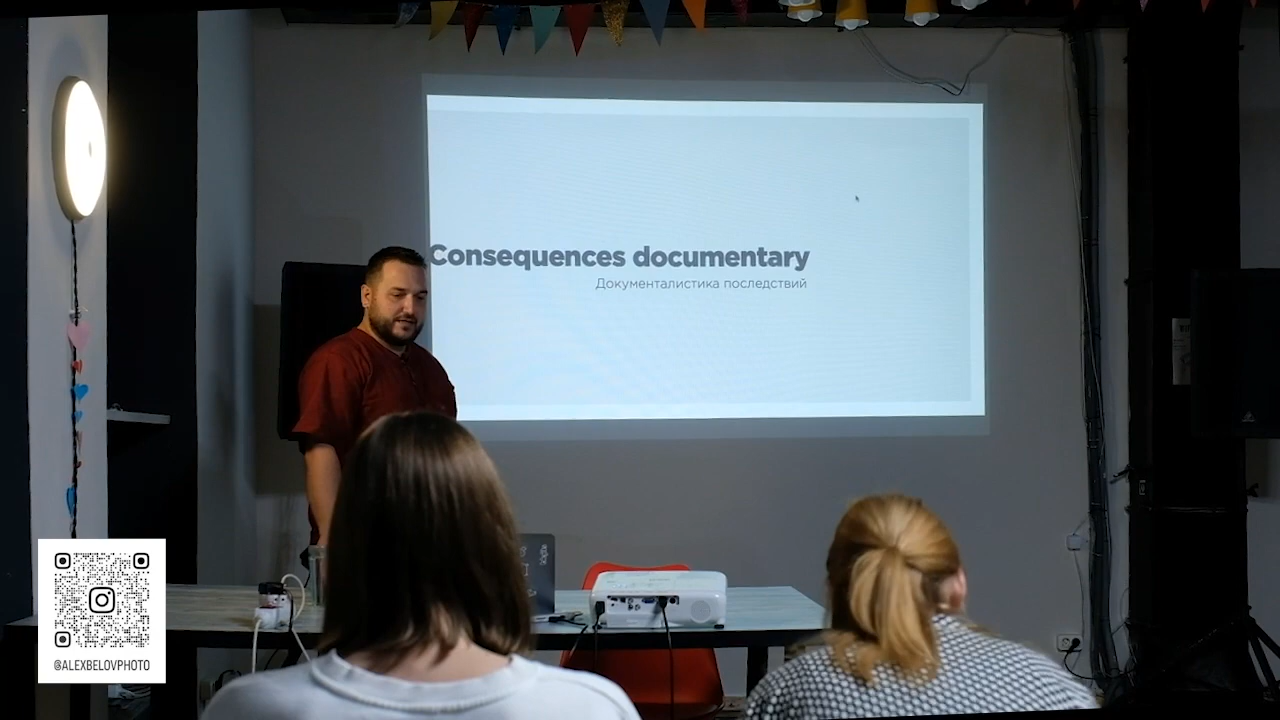 Consequences documentary
Документалистика последствий
@ALEXBELOVPHOTO